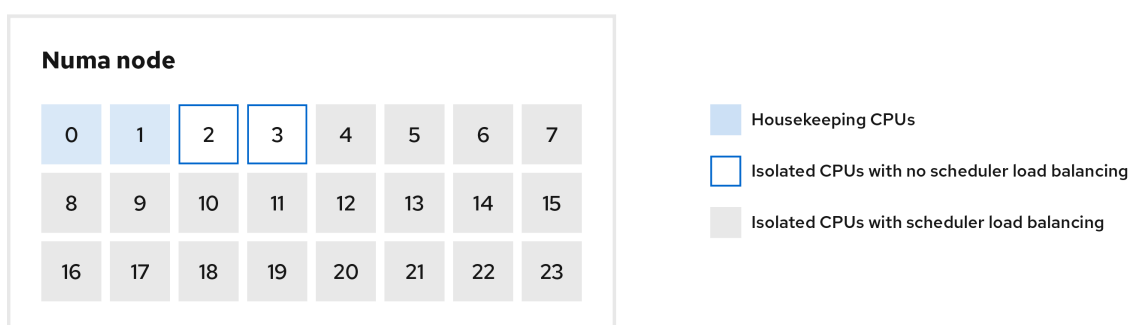 Numa node
0 1 2 3 4 5 6 7
8 9 10 11 12 13 14 15
16 17 18 19 20 21 22 23
Housekeeping CPUs
Isolated CPUs with no scheduler load balancing
Isolated CPUs with scheduler load balancing